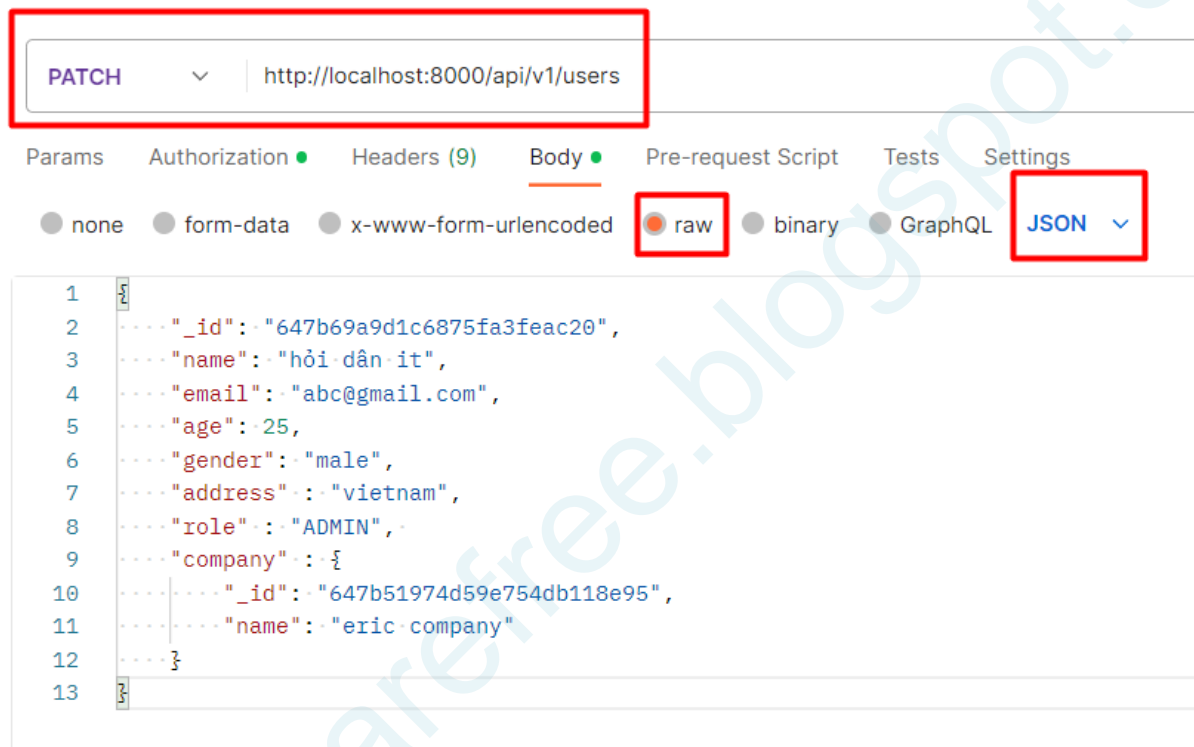 PATCH http://localhost:8000/api/v1/users
Params Authorization Headers (9) Body Pre-request Script Tests Settings
none form-data x-www-form-urlencoded raw binary GraphQL JSON
1 {
2 "_id": "647b69a9d1c6875fa3feac20",
3 "name": "hỏi dân it",
4 "email": "abc@gmail.com",
5 "age": 25,
6 "gender": "male",
7 "address" : "vietnam",
8 "role" : "ADMIN",
9 "company" : {
10 "_id": "647b51974d59e754db118e95",
11 "name": "eric company"
12 }
13 }
arefree.blogspot.